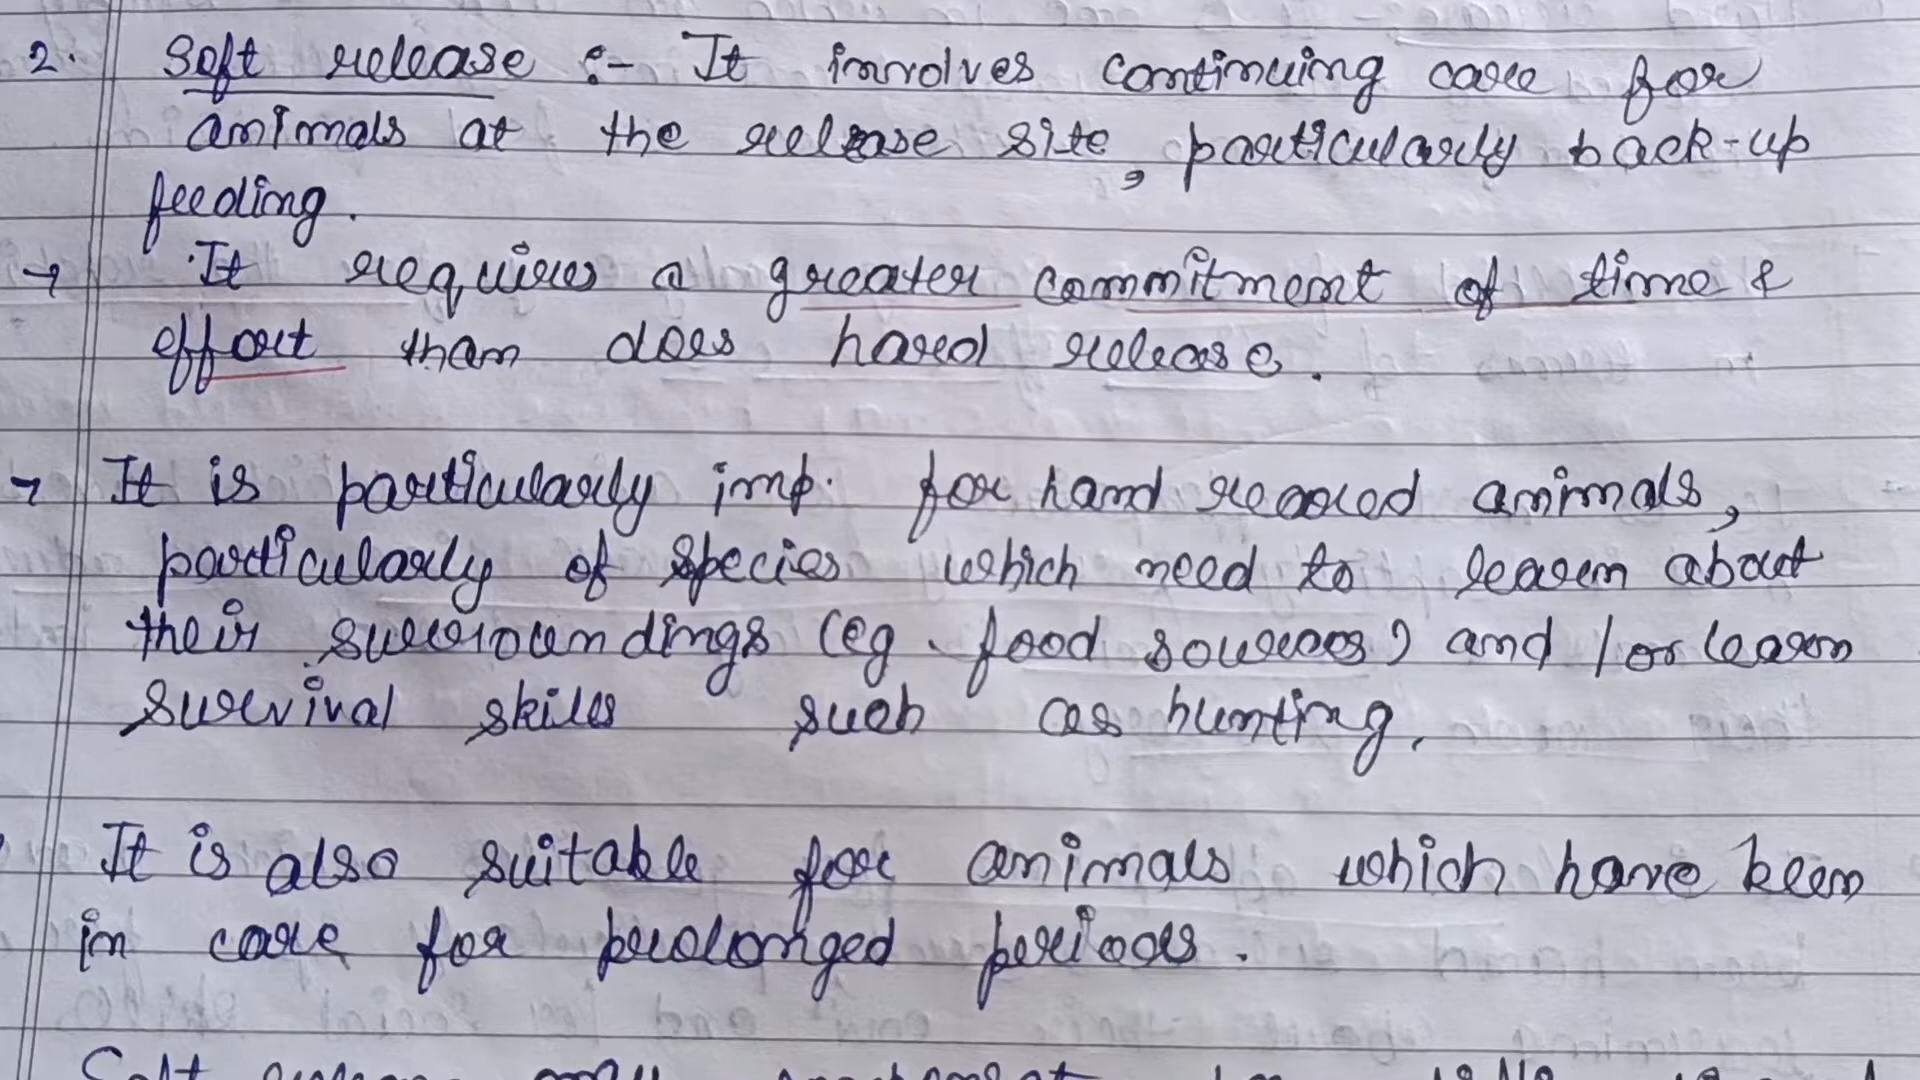 2. Soft release :- It involves continuing care for
animals at the release site, particularly back-up
feeding.
→ It requires a greater commitment of time &
effort than does hard release.
→ It is particularly imp. for hand reared animals,
particularly of species which need to learn about
their surroundings (eg. food sources) and / or learn
survival skills such as hunting.
It is also suitable for animals which have been
in care for prolonged periods.
Soft